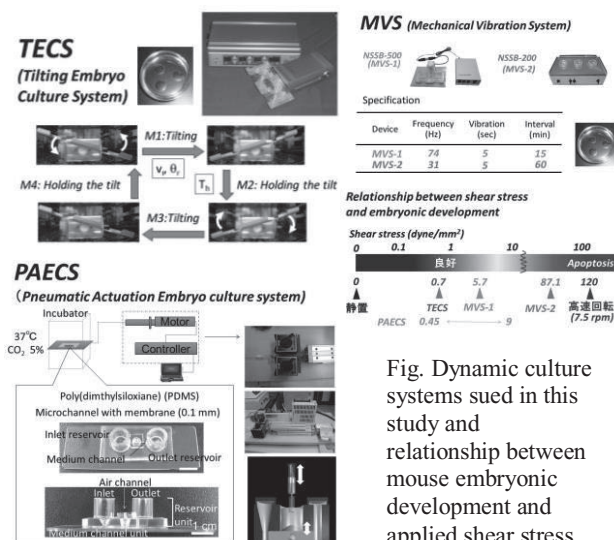 TECS
(Tilting Embryo
Culture System)
M1:Tilting
v, θr
Th
M4: Holding the tilt
M2: Holding the tilt
M3:Tilting
PAECS
(Pneumatic Actuation Embryo culture system)
Incubator
37°C
CO2 5%
Motor
Controller
Poly(dimthylsiloxiane) (PDMS)
Microchannel with membrane (0.1 mm)
Inlet reservoir
Medium channel
Outlet reservoir
Air channel
Inlet Outlet
Reservoir
unit
1 cm
Medium channel unit
MVS (Mechanical Vibration System)
NSSB-500
(MVS-1)
NSSB-200
(MVS-2)
Specification
Device Frequency (Hz) Vibration (sec) Interval (min)
MVS-1 74 5 15
MVS-2 31 5 60
Relationship between shear stress
and embryonic development
Shear stress (dyne/mm2)
0 0.1 1 10 100
良好 Apoptosis
0 0.7 5.7 87.1 120
静置 TECS MVS-1 MVS-2 高速回転
(7.5 rpm)
PAECS 0.45 9
Fig. Dynamic culture
systems sued in this
study and
relationship between
mouse embryonic
development and
applied shear stress